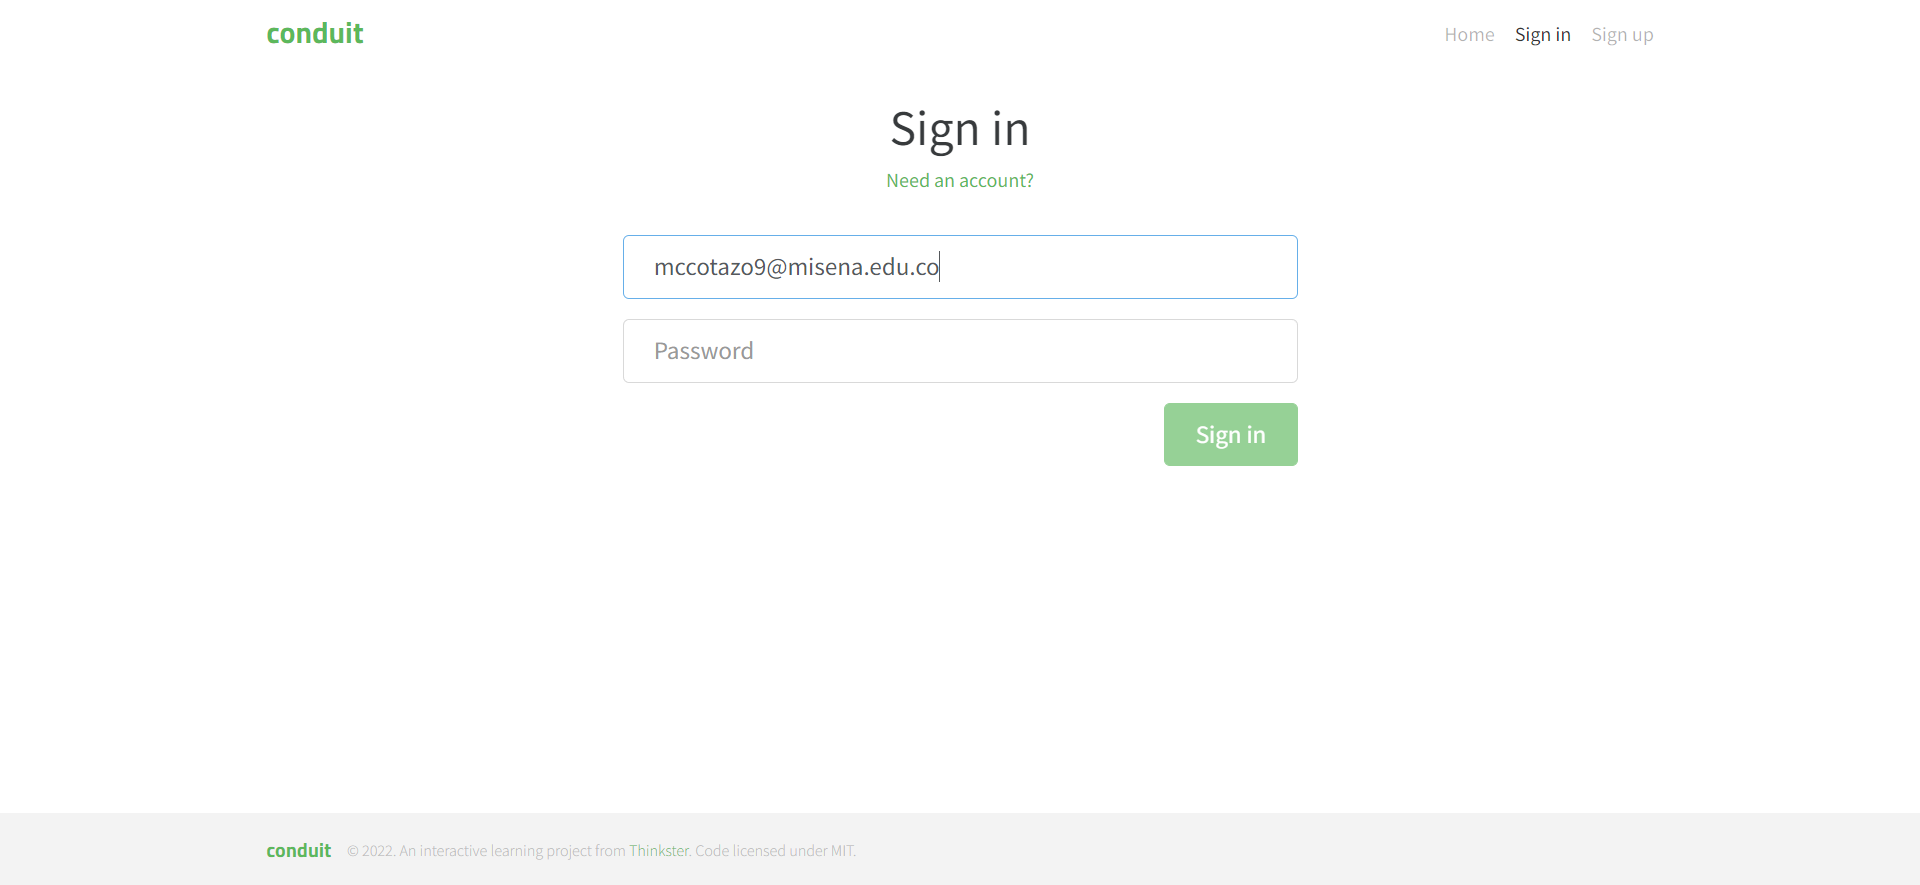 conduit
Home Sign in Sign up
Sign in
Need an account?
mccotazo9@misena.edu.co
Password
Sign in
conduit © 2022. An interactive learning project from Thinkster. Code licensed under MIT.